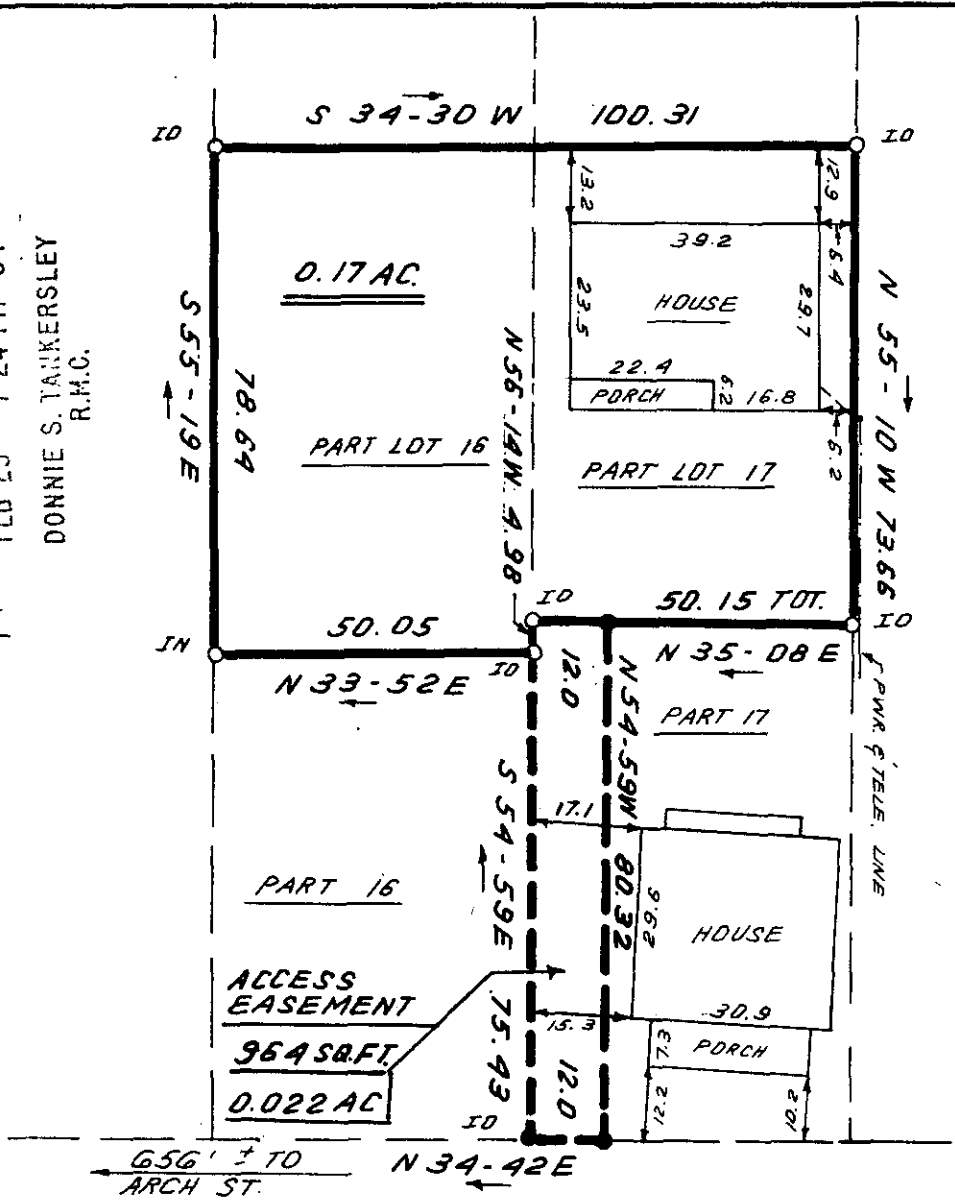 S 34-30 W 100.31
IO
IO
DONNIE S. TANKERSLEY
R.M.C.
13.2
12.9
39.2
6.4
0.17 AC.
HOUSE
23.5
29.7
S 55-19 E
78.64
N 55-10 W 73.66
22.4
PORCH
6.2
16.8
6.2
PART LOT 16
N 56-14 W 4.98
PART LOT 17
IO
50.15 TOT.
IO
IN
50.05
IO
N 33-52 E
12.0
N 35-08 E
N 54-59 W 80.32
PART 17
PWR. & TELE. LINE
S 54-59 E 75.43
17.1
PART 16
29.9
HOUSE
ACCESS
EASEMENT
964 SQ.FT.
0.022 AC
15.3
30.9
7.3
PORCH
12.0
12.2
10.2
IO
656' ± TO
ARCH ST.
N 34-42 E